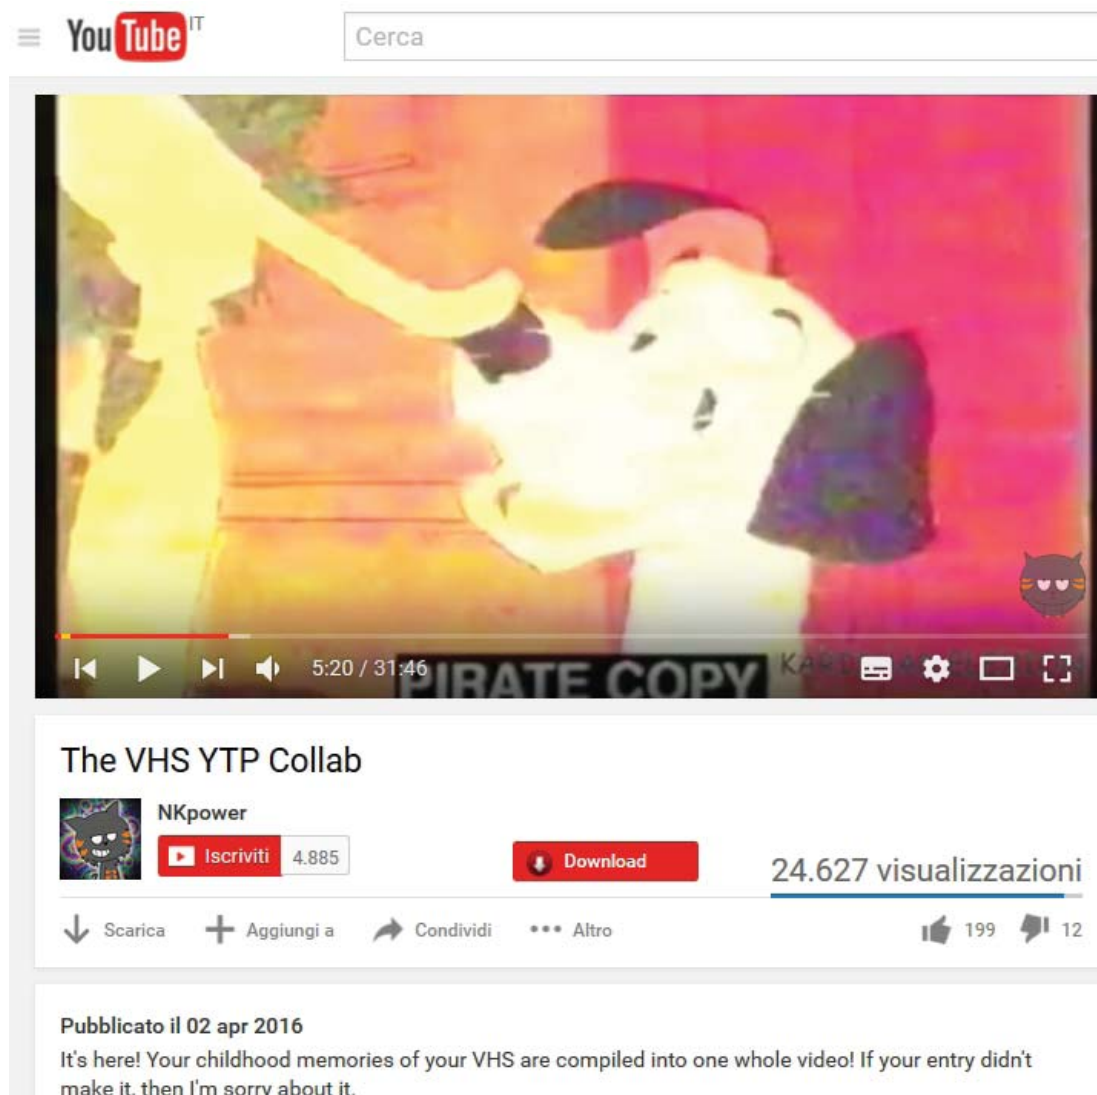 YouTube IT
Cerca
5:20 / 31:46
PIRATE COPY
The VHS YTP Collab
NKpower
Iscriviti 4.885
Download
24.627 visualizzazioni
Scarica Aggiungi a Condividi Altro 199 12
Pubblicato il 02 apr 2016
It's here! Your childhood memories of your VHS are compiled into one whole video! If your entry didn't
make it, then I'm sorry about it.